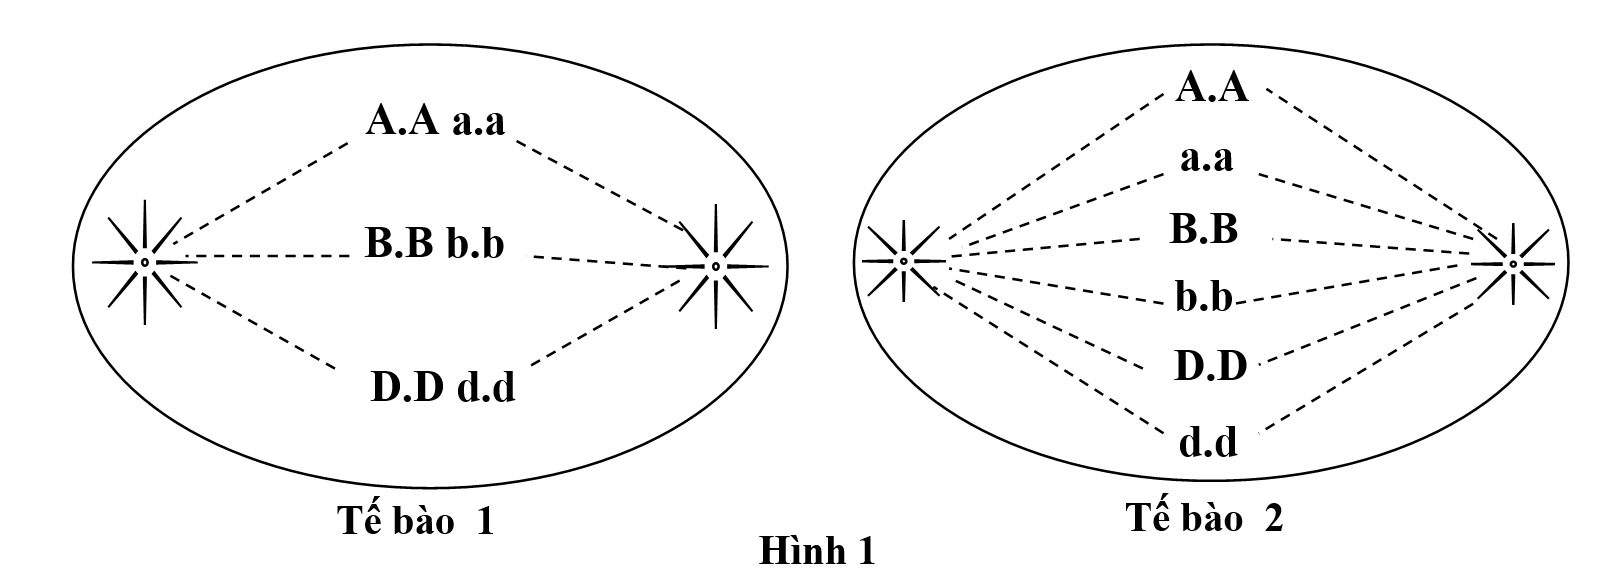 A.A a.a
B.B b.b
D.D d.d
Tế bào 1
A.A
a.a
B.B
b.b
D.D
d.d
Tế bào 2
Hình 1